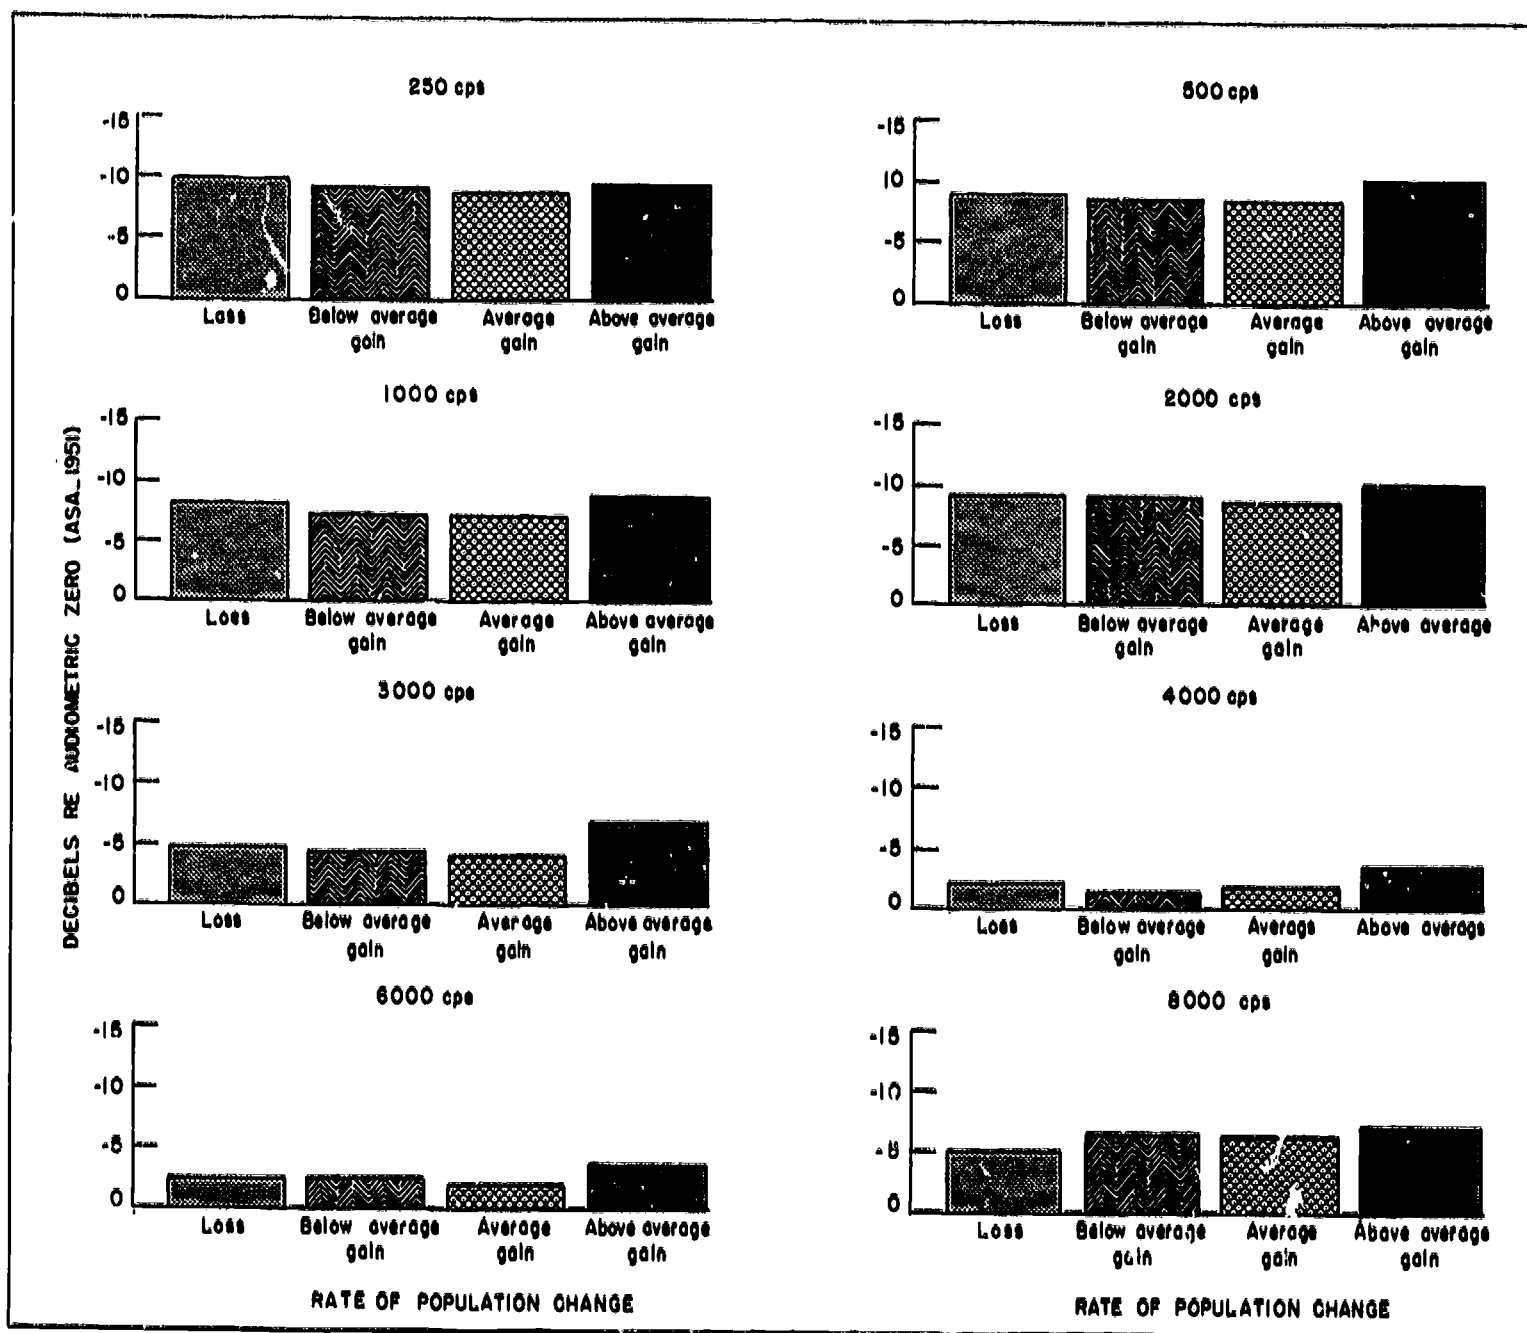 DECIBELS RE AUDIOMETRIC ZERO (ASA-1951)
250 cps
-15
-10
-5
0
Loss
Below average
gain
Average
gain
Above average
gain
500 cps
-15
10
-5
0
Loss
Below average
gain
Average
gain
Above average
gain
1000 cps
-15
-10
-5
0
Loss
Below average
gain
Average
gain
Above average
gain
2000 cps
-15
-10
-5
0
Loss
Below average
gain
Average
gain
Above average
3000 cps
-15
-10
-5
0
Loss
Below average
gain
Average
gain
Above average
gain
4000 cps
-15
-10
-5
0
Loss
Below average
gain
Average
gain
Above average
6000 cps
-15
-10
-5
0
Loss
Below average
gain
Average
gain
Above average
gain
8000 cps
-15
-10
-5
0
Loss
Below average
gain
Average
gain
Above average
gain
RATE OF POPULATION CHANGE
RATE OF POPULATION CHANGE